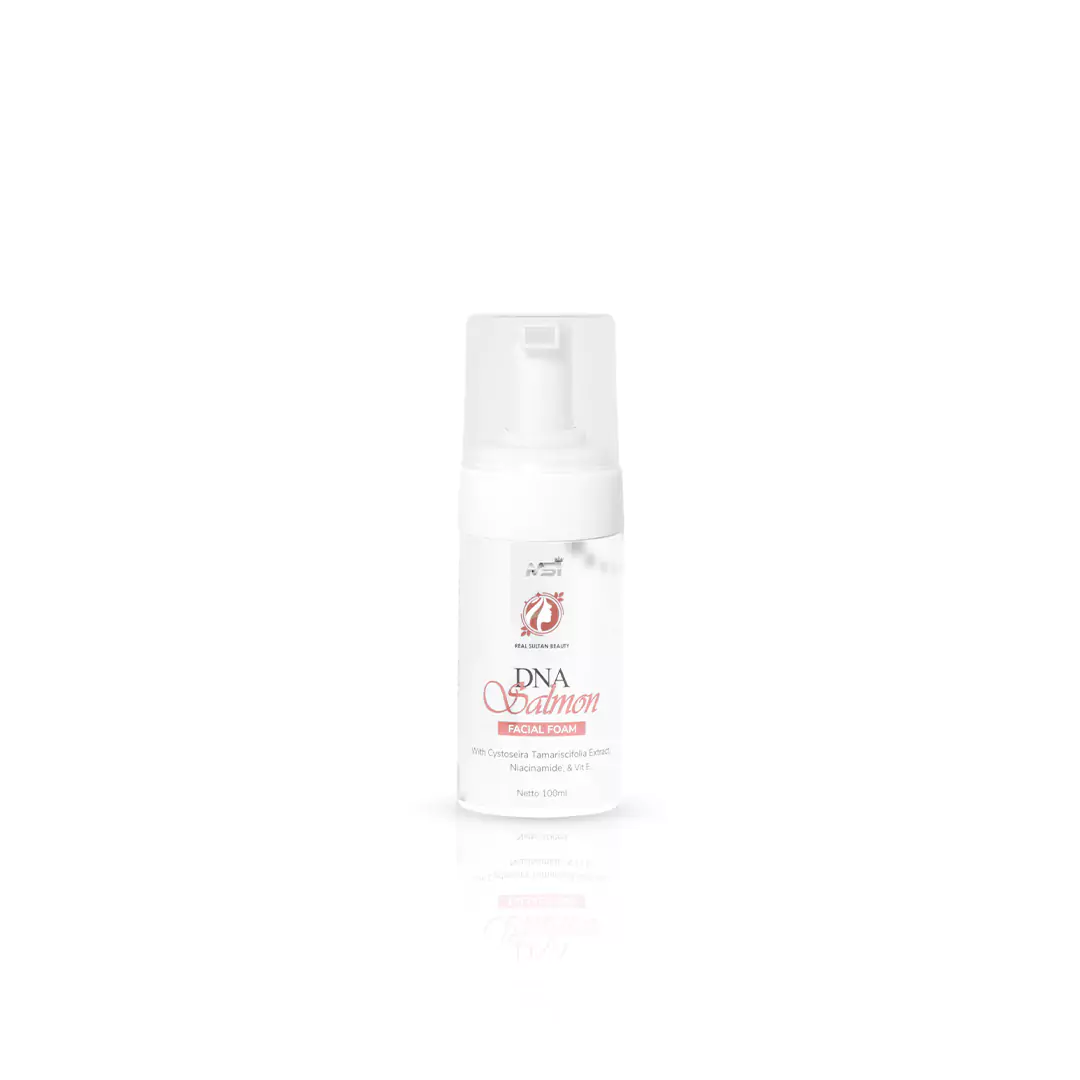 MSI
REAL SULTAN BEAUTY
DNA
Salmon
FACIAL FOAM
With Cystoseira Tamariscifolia Extract,
Niacinamide, & Vit E.
Netto 100ml